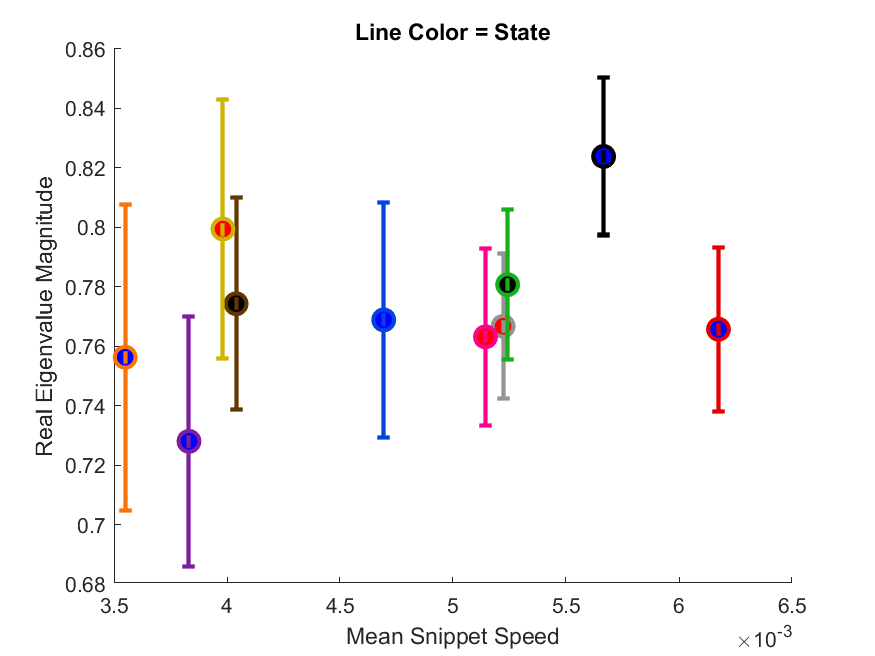 Line Color = State
0.86
0.84
0.82
0.8
0.78
0.76
0.74
0.72
0.7
0.68
Real Eigenvalue Magnitude
3.5 4 4.5 5 5.5 6 6.5
Mean Snippet Speed
×10⁻³